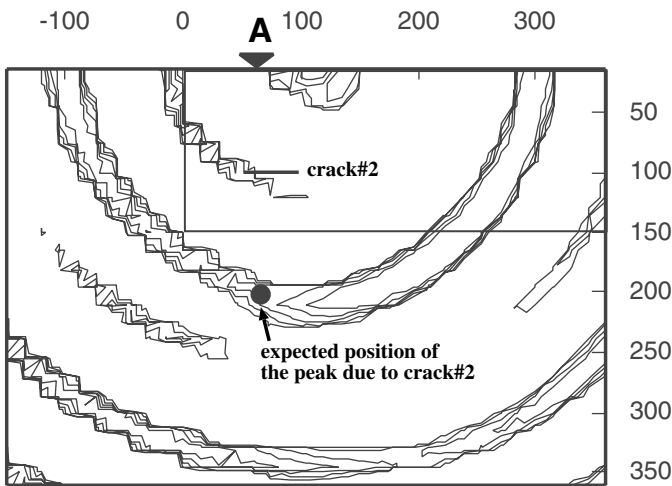 -100 0 A 100 200 300
50
crack#2 100
150
200
expected position of
the peak due to crack#2
250
300
350